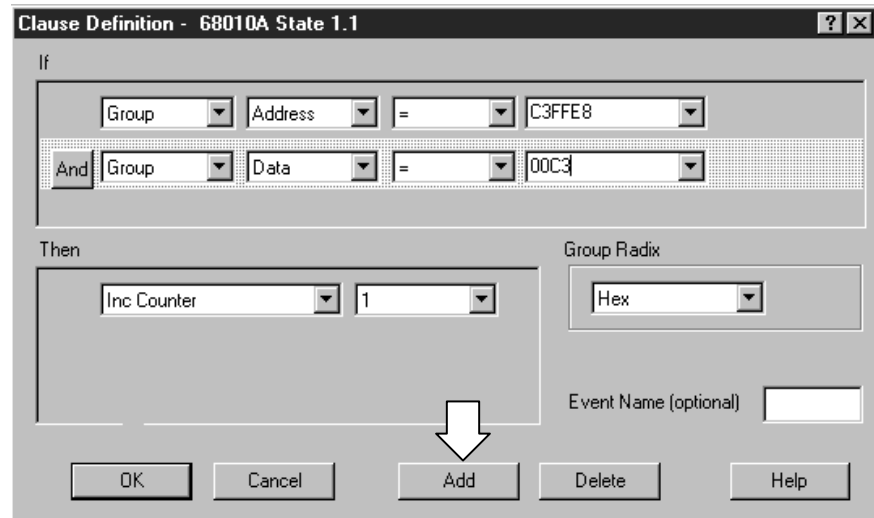 Clause Definition - 68010A State 1.1
If
Group Address = C3FFE8
And Group Data = 00C3
Then
Group Radix
Inc Counter 1
Hex
Event Name (optional)
OK Cancel Add Delete Help